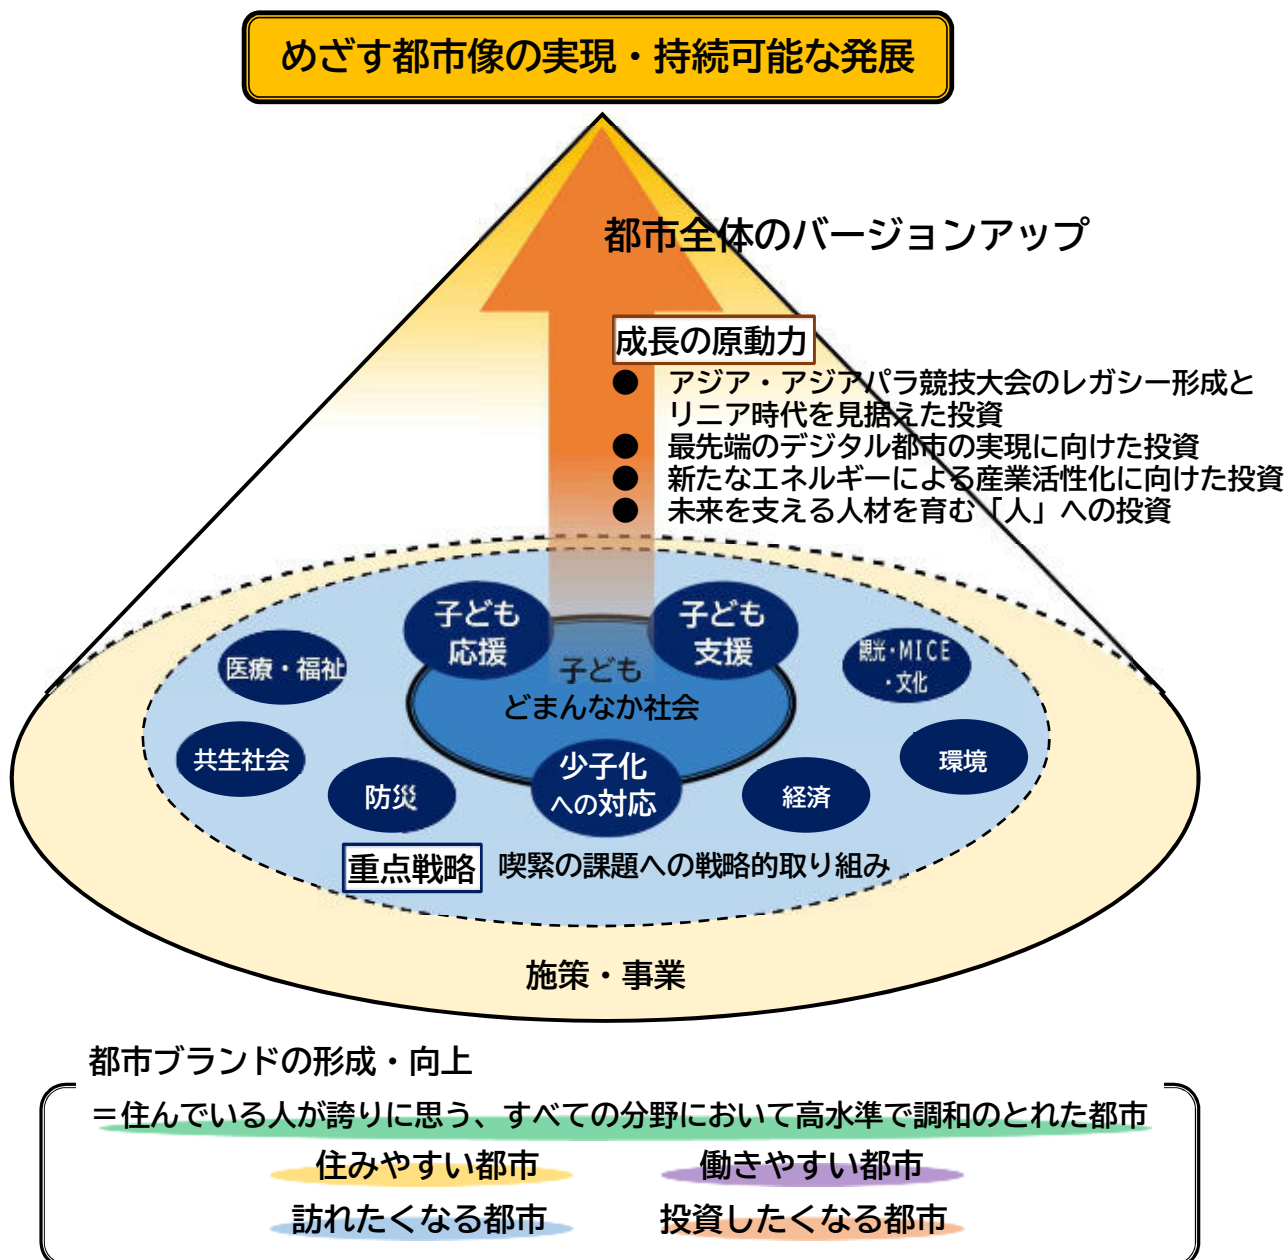 めざす都市像の実現・持続可能な発展
都市全体のバージョンアップ
成長の原動力
● アジア・アジアパラ競技大会のレガシー形成と
リニア時代を見据えた投資
● 最先端のデジタル都市の実現に向けた投資
● 新たなエネルギーによる産業活性化に向けた投資
● 未来を支える人材を育む「人」への投資
子ども
応援
子ども
支援
医療・福祉
観光・MICE
・文化
子ども
どまんなか社会
共生社会
環境
防災
少子化
への対応
経済
重点戦略
喫緊の課題への戦略的取り組み
施策・事業
都市ブランドの形成・向上
＝住んでいる人が誇りに思う、すべての分野において高水準で調和のとれた都市
住みやすい都市
働きやすい都市
訪れたくなる都市
投資したくなる都市